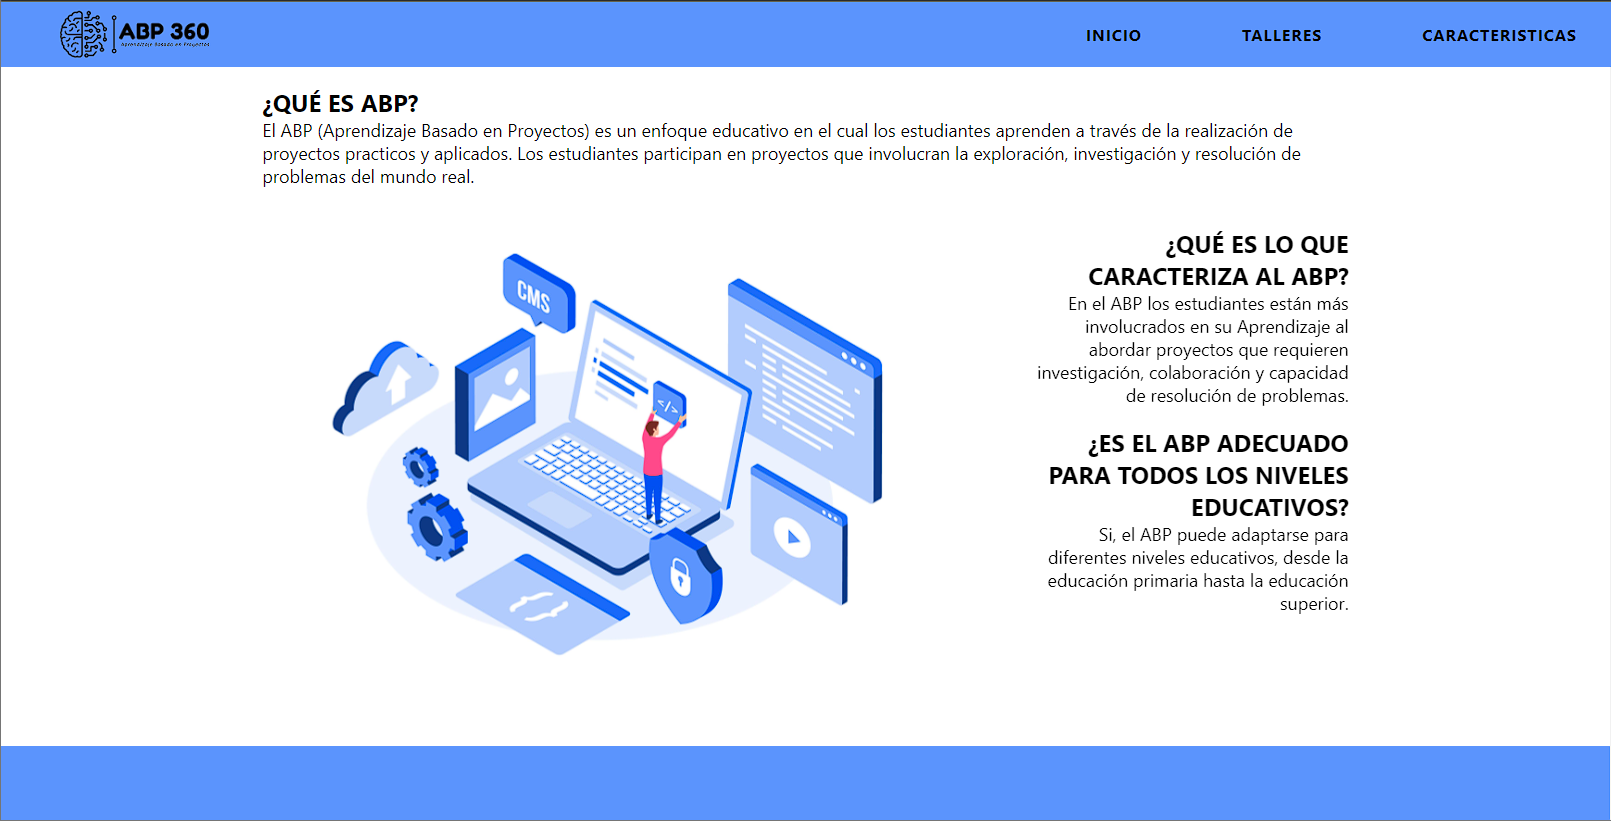 ABP 360
Aprendizaje Basado en Proyectos
INICIO
TALLERES
CARACTERISTICAS
¿QUÉ ES ABP?
El ABP (Aprendizaje Basado en Proyectos) es un enfoque educativo en el cual los estudiantes aprenden a través de la realización de
proyectos practicos y aplicados. Los estudiantes participan en proyectos que involucran la exploración, investigación y resolución de
problemas del mundo real.
CMS
</>
{/}
¿QUÉ ES LO QUE
CARACTERIZA AL ABP?
En el ABP los estudiantes están más
involucrados en su Aprendizaje al
abordar proyectos que requieren
investigación, colaboración y capacidad
de resolución de problemas.
¿ES EL ABP ADECUADO
PARA TODOS LOS NIVELES
EDUCATIVOS?
Si, el ABP puede adaptarse para
diferentes niveles educativos, desde la
educación primaria hasta la educación
superior.